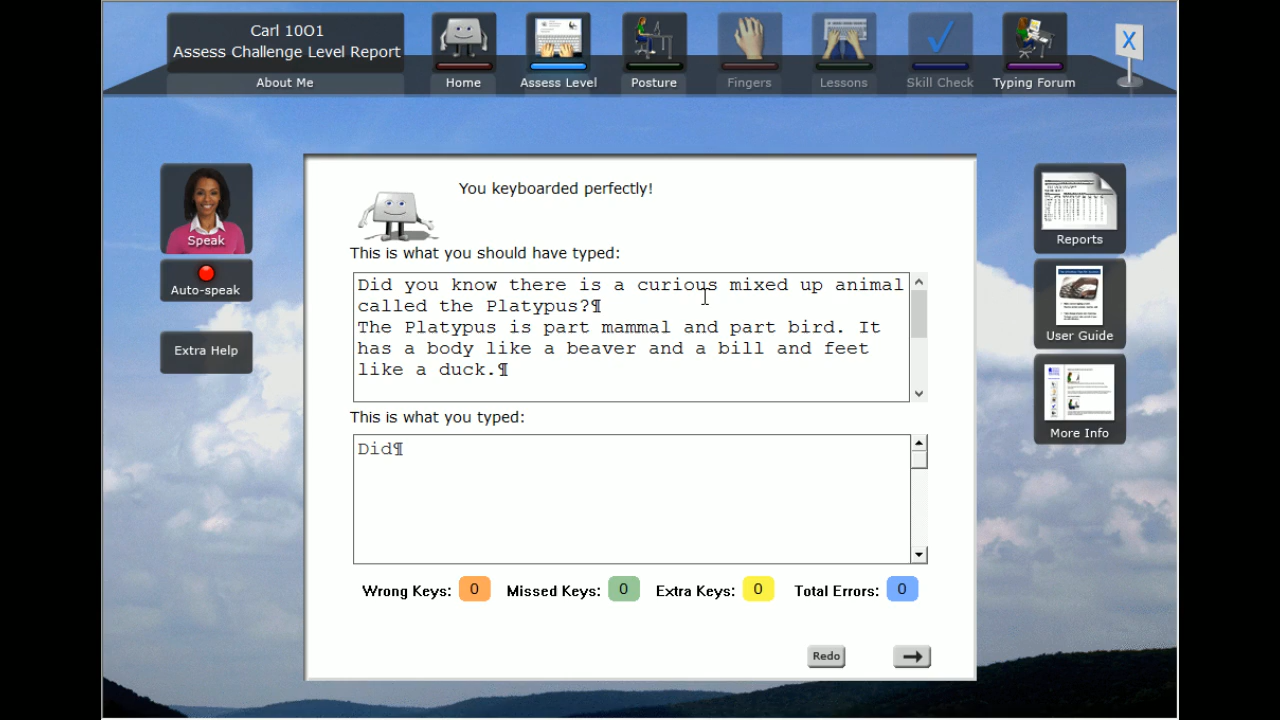 Carl 10O1
Assess Challenge Level Report
About Me
Home
Assess Level
Posture
Fingers
Lessons
Skill Check
Typing Forum
X
Speak
Auto-speak
Extra Help
You keyboarded perfectly!
This is what you should have typed:
Did you know there is a curious mixed up animal
called the Platypus?¶
The Platypus is part mammal and part bird. It
has a body like a beaver and a bill and feet
like a duck.¶
This is what you typed:
Did¶
Wrong Keys: 0 Missed Keys: 0 Extra Keys: 0 Total Errors: 0
Redo
Reports
User Guide
More Info